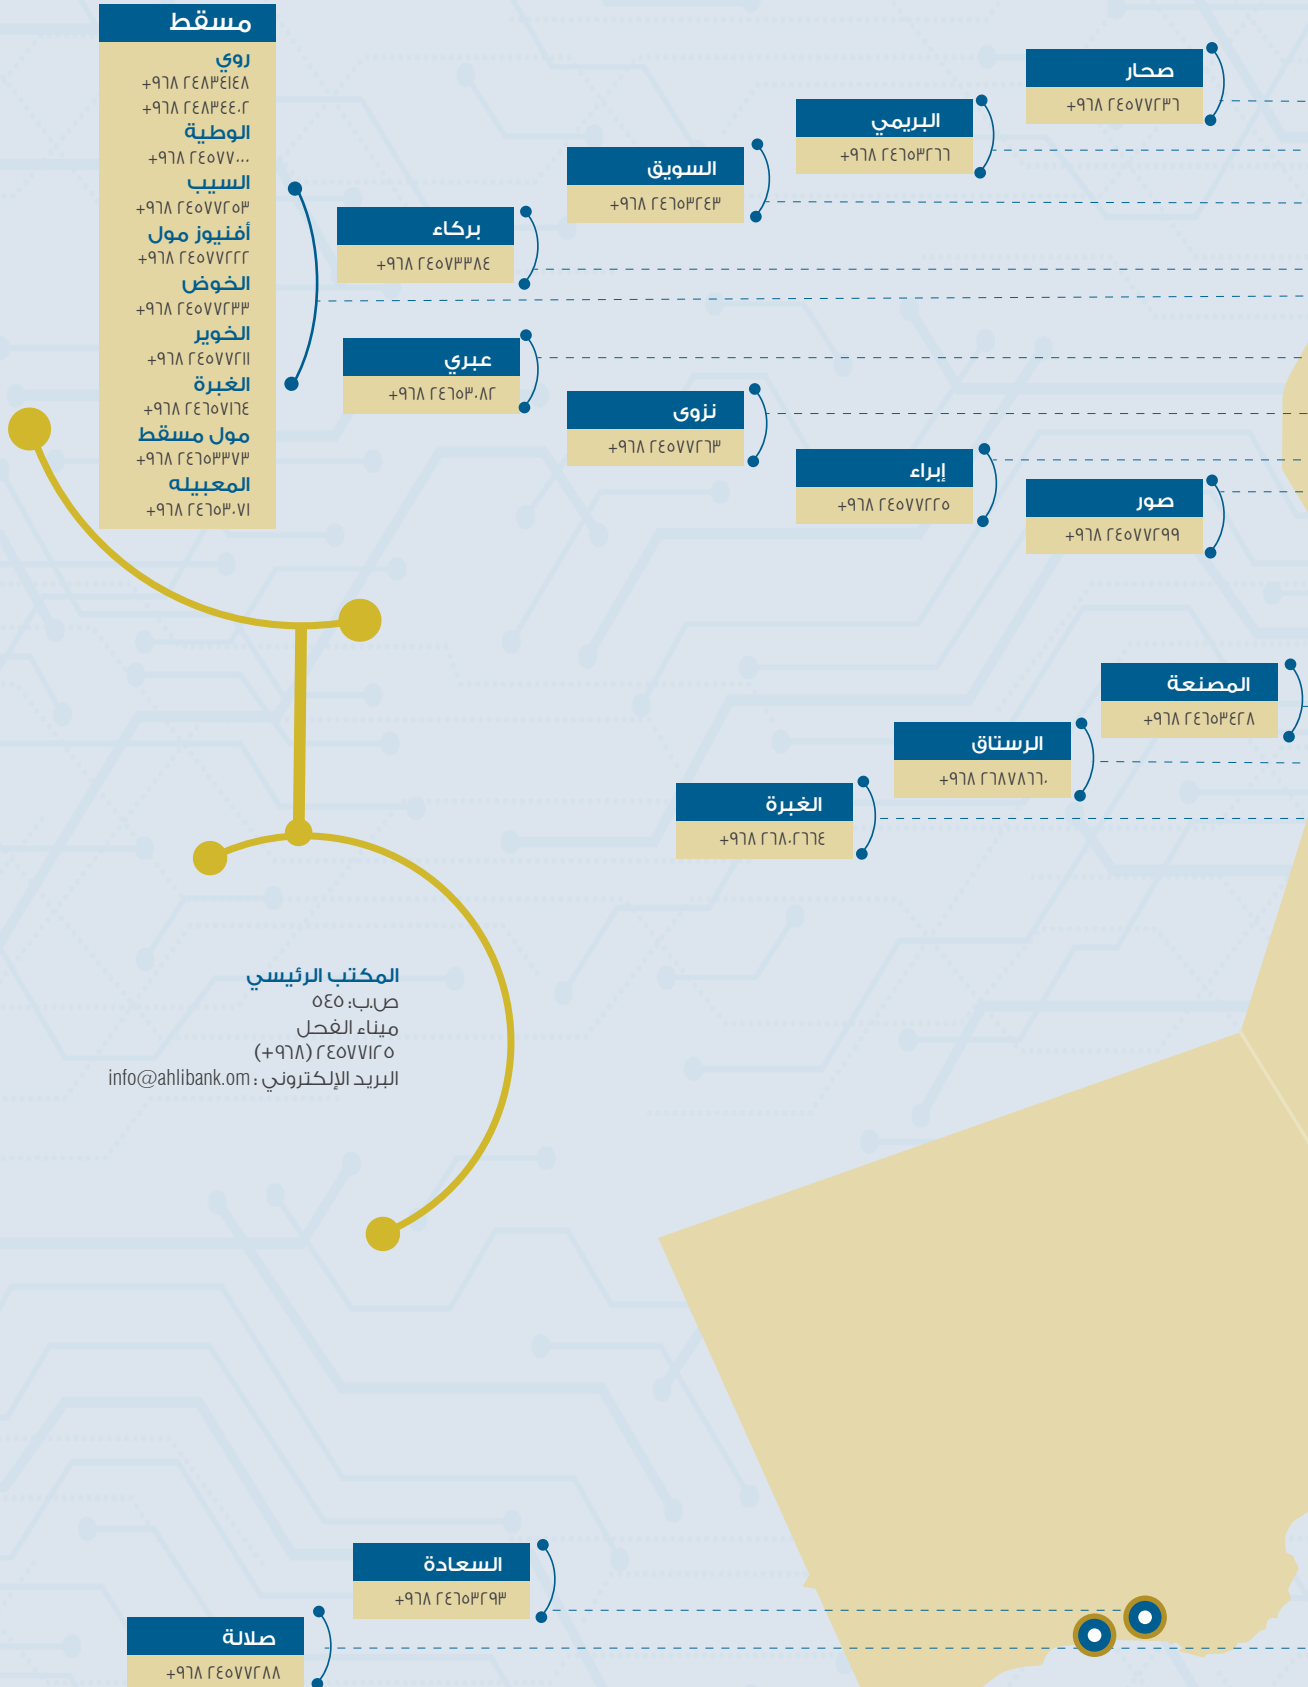 مسقط
روي
+٩٦٨ ٢٤٨٣٤١٤٨
+٩٦٨ ٢٤٨٣٤٤٠٢
الوطية
+٩٦٨ ٢٤٥٧٧٠٠٠
السيب
+٩٦٨ ٢٤٥٧٧٢٥٣
أفنيوز مول
+٩٦٨ ٢٤٥٧٧٢٢٢
الخوض
+٩٦٨ ٢٤٥٧٧٢٣٣
الخوير
+٩٦٨ ٢٤٥٧٧٢١١
الغبرة
+٩٦٨ ٢٤٦٥٧١٦٤
مول مسقط
+٩٦٨ ٢٤٦٥٣٣٧٣
المعبيله
+٩٦٨ ٢٤٦٥٣٠٧١
صحار
+٩٦٨ ٢٤٥٧٧٢٣٦
البريمي
+٩٦٨ ٢٤٦٥٣٢٦٦
السويق
+٩٦٨ ٢٤٦٥٣٢٤٣
بركاء
+٩٦٨ ٢٤٥٧٣٣٨٤
عبري
+٩٦٨ ٢٤٦٥٣٠٨٢
نزوى
+٩٦٨ ٢٤٥٧٧٢٦٣
إبراء
+٩٦٨ ٢٤٥٧٧٢٢٥
صور
+٩٦٨ ٢٤٥٧٧٢٩٩
المصنعة
+٩٦٨ ٢٤٦٥٣٤٢٨
الرستاق
+٩٦٨ ٢٦٨٧٨٦٦٠
الغبرة
+٩٦٨ ٢٦٨٠٢٦٦٤
المكتب الرئيسي
ص.ب: ٥٤٥
ميناء الفحل
(+٩٦٨) ٢٤٥٧٧١٢٥
البريد الإلكتروني : info@ahlibank.om
السعادة
+٩٦٨ ٢٤٦٥٣٢٩٣
صلالة
+٩٦٨ ٢٤٥٧٧٢٨٨